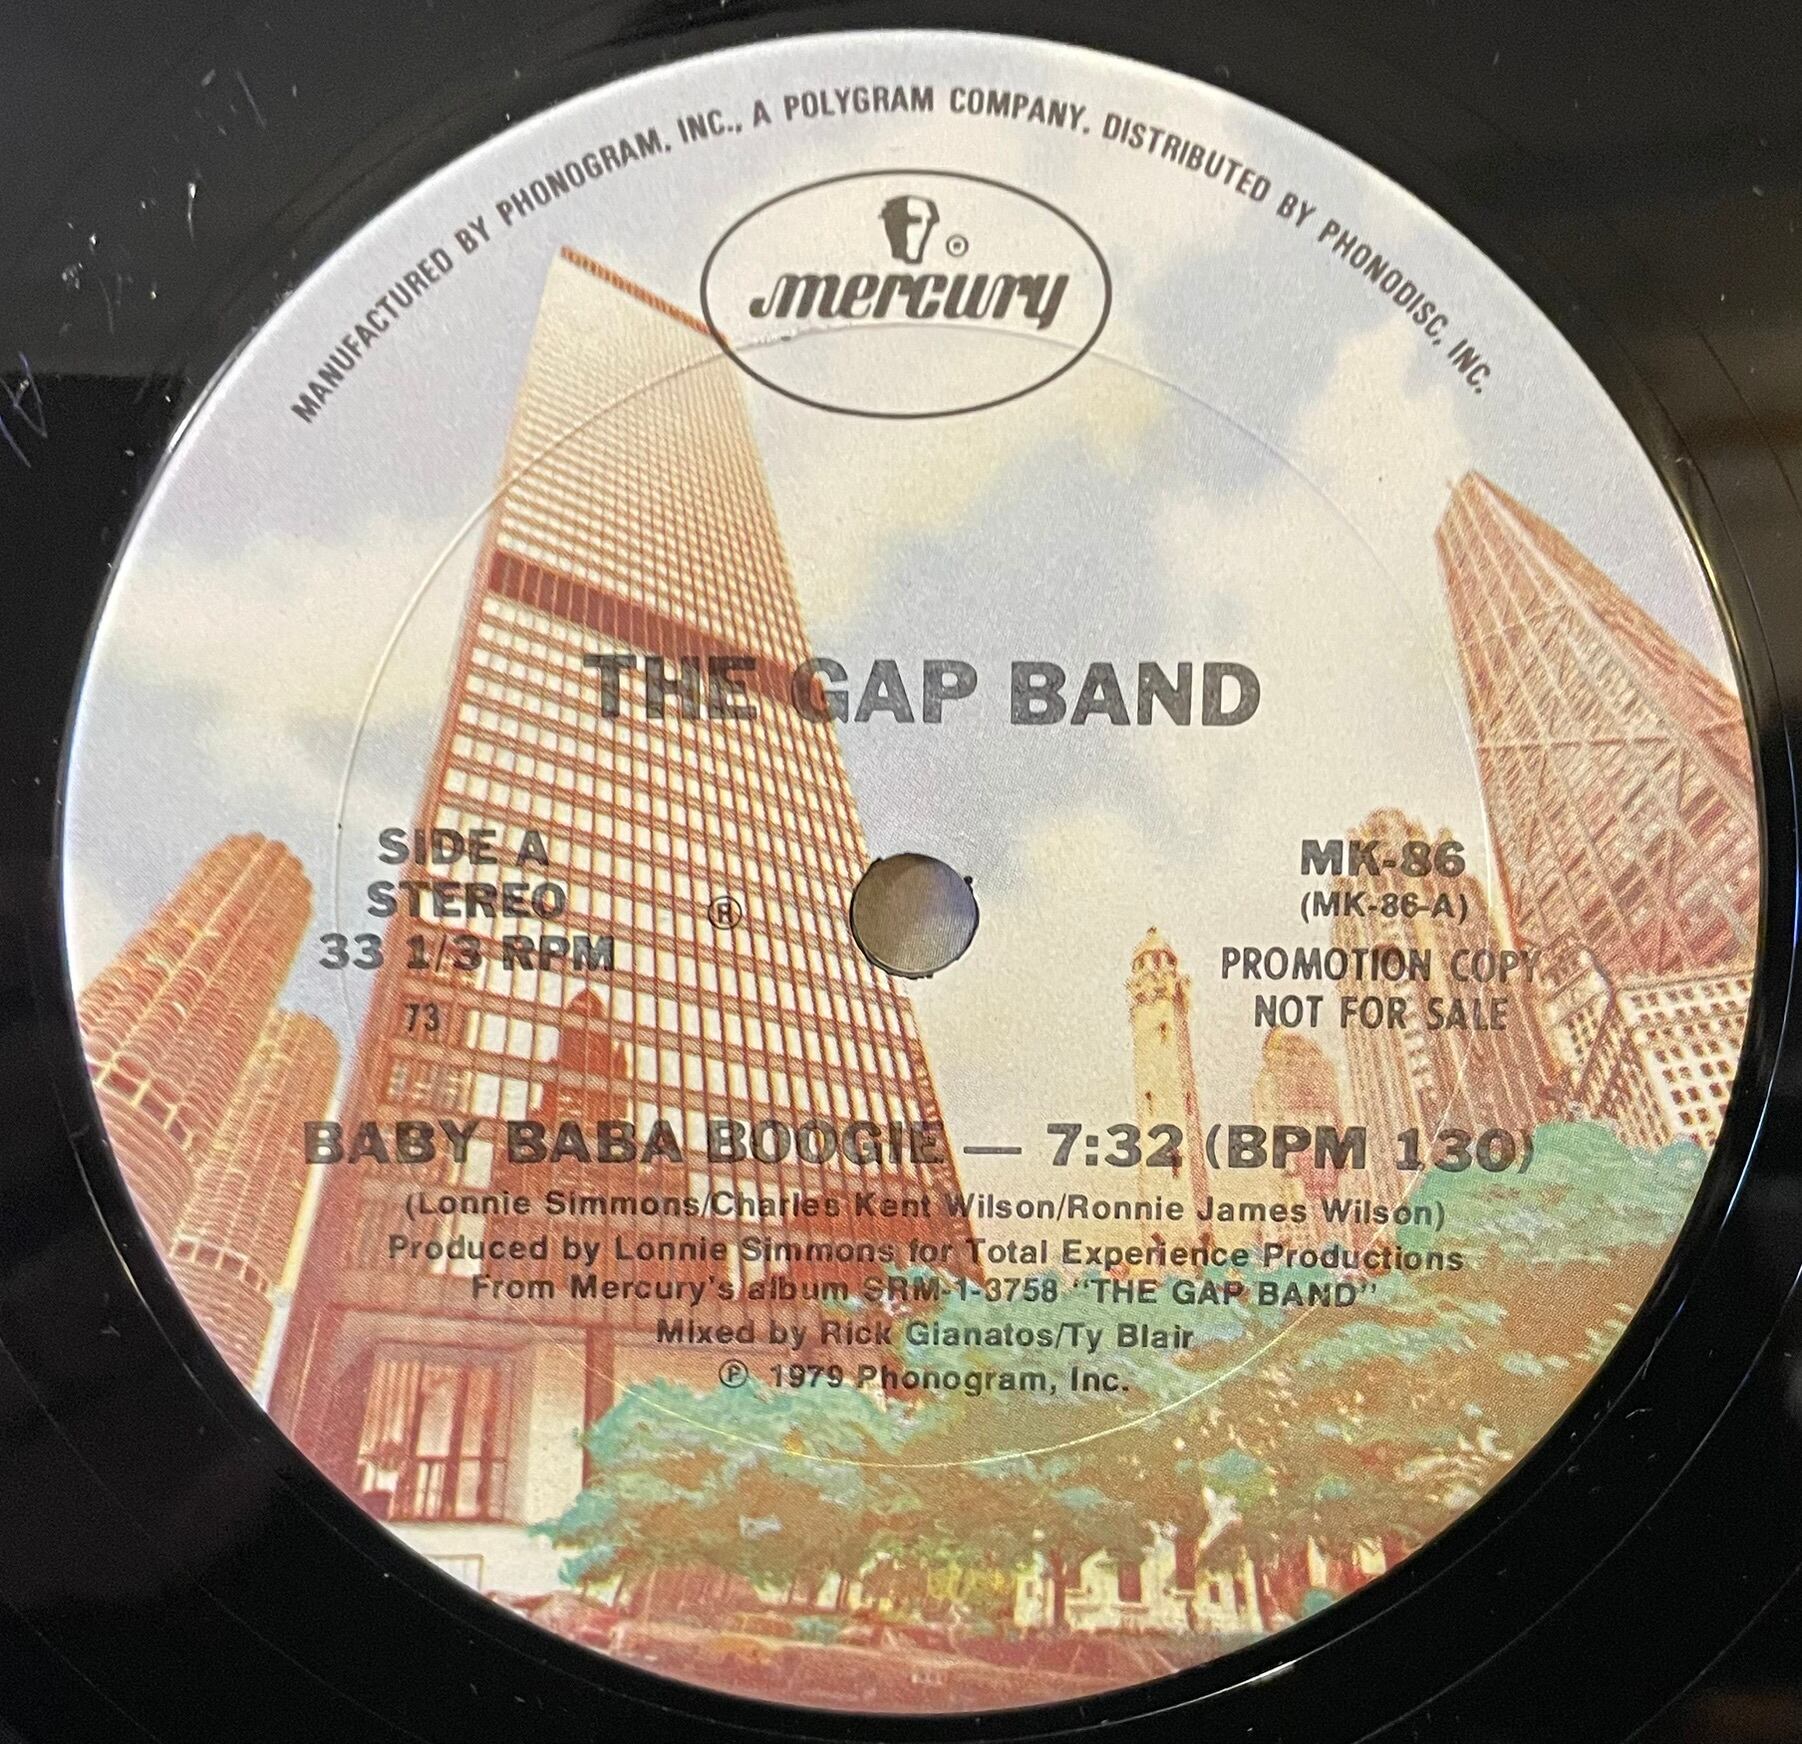 MANUFACTURED BY PHONOGRAM, INC., A POLYGRAM COMPANY. DISTRIBUTED BY PHONODISC, INC.
®
mercury
THE GAP BAND
SIDE A
STEREO
33 1/3 RPM
73
®
MK-86
(MK-86-A)
PROMOTION COPY
NOT FOR SALE
BABY BABA BOOGIE — 7:32 (BPM 130)
(Lonnie Simmons/Charles Kent Wilson/Ronnie James Wilson)
Produced by Lonnie Simmons for Total Experience Productions
From Mercury's album SRM-1-3758 "THE GAP BAND"
Mixed by Rick Gianatos/Ty Blair
℗ 1979 Phonogram, Inc.